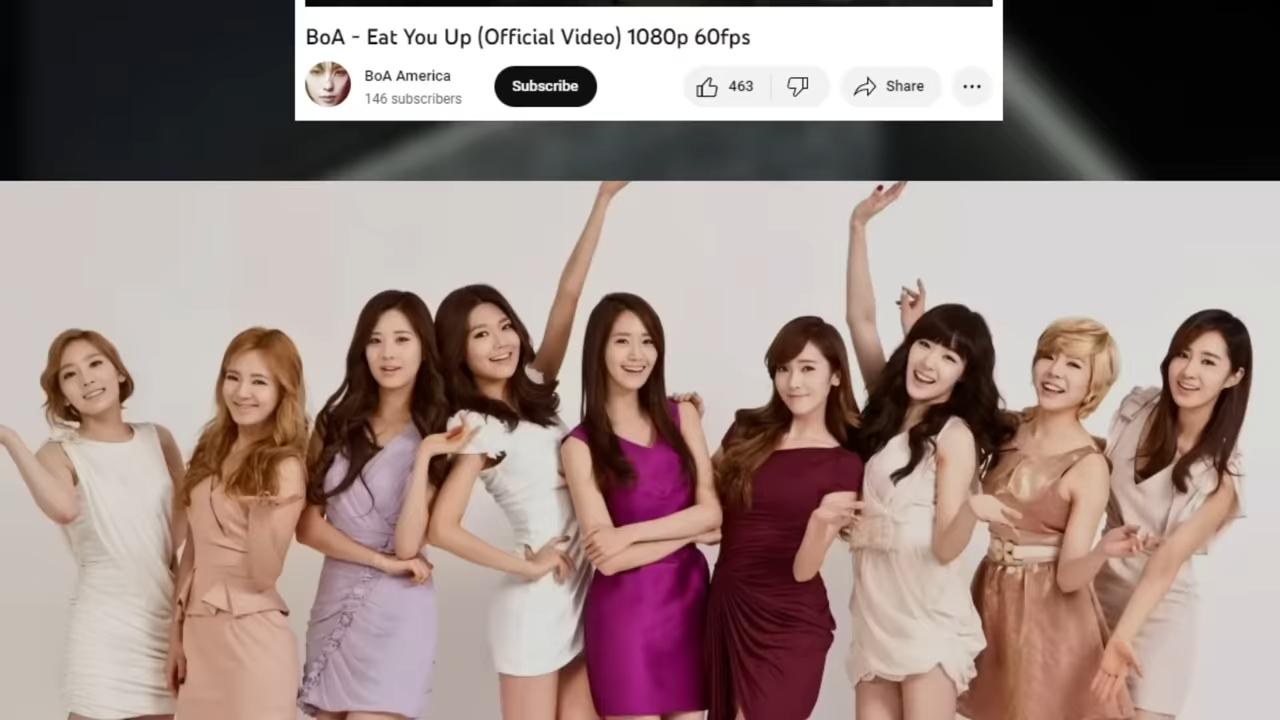 BoA - Eat You Up (Official Video) 1080p 60fps
BoA America
146 subscribers
Subscribe
463
Share